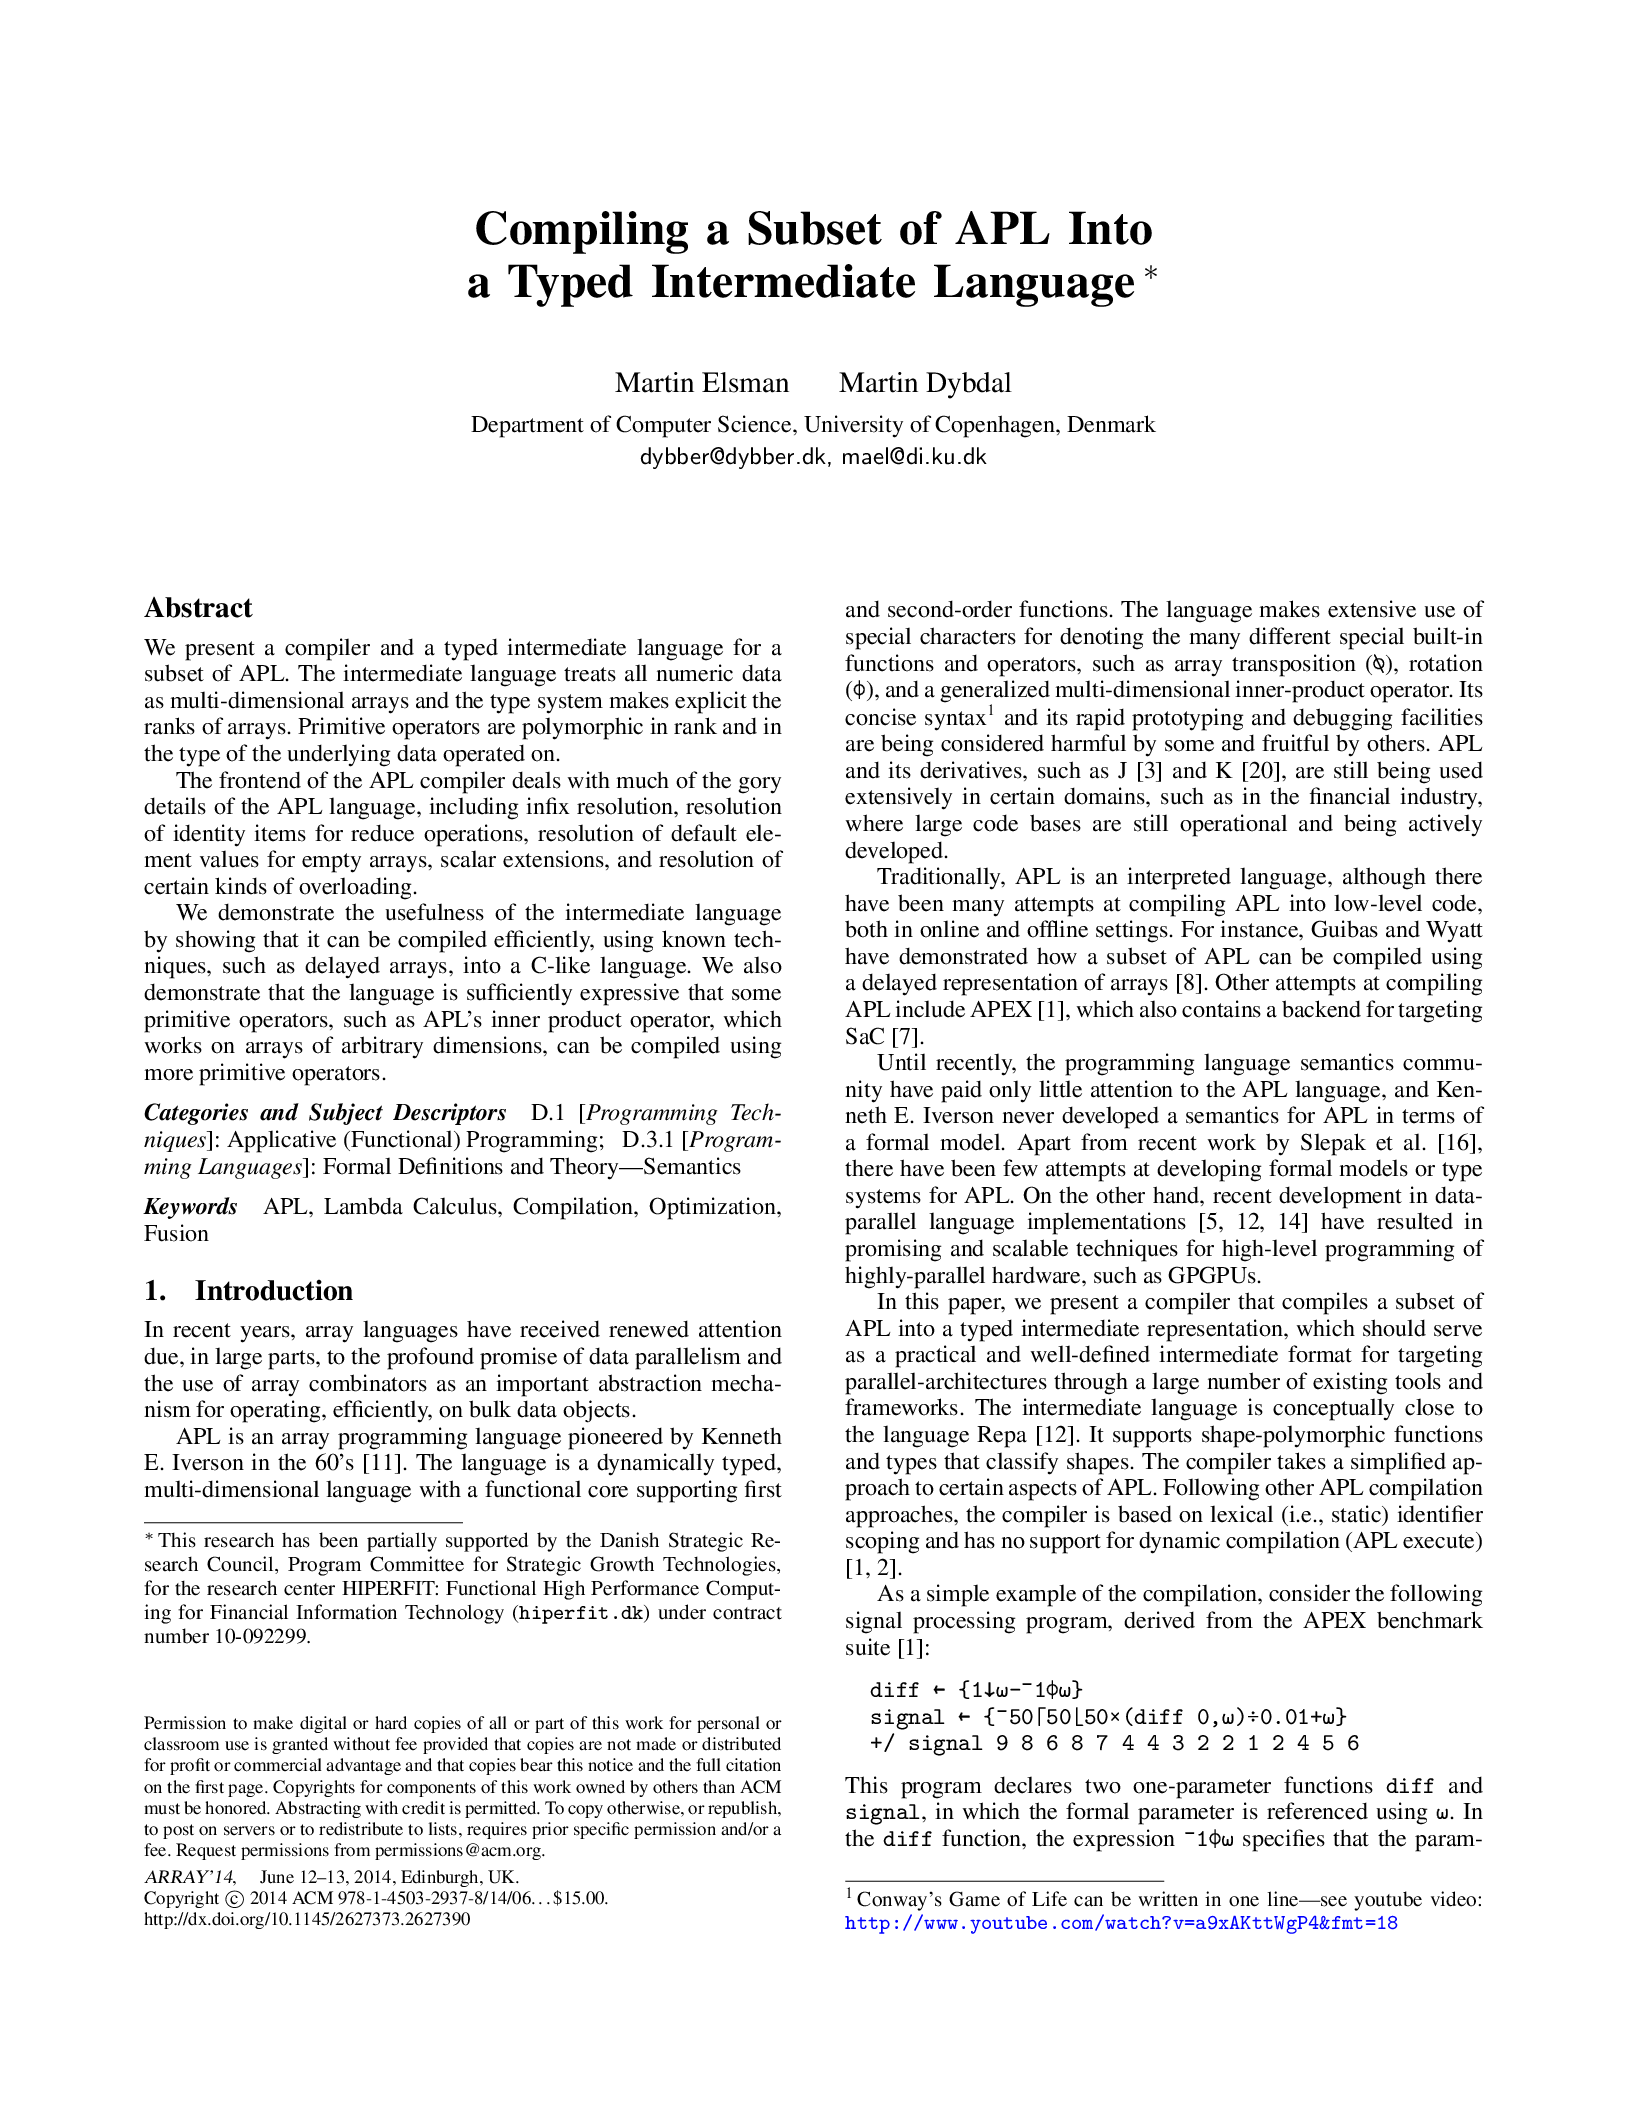 Compiling a Subset of APL Into
a Typed Intermediate Language *
Martin Elsman Martin Dybdal
Department of Computer Science, University of Copenhagen, Denmark
dybber@dybber.dk, mael@di.ku.dk
Abstract
We present a compiler and a typed intermediate language for a
subset of APL. The intermediate language treats all numeric data
as multi-dimensional arrays and the type system makes explicit the
ranks of arrays. Primitive operators are polymorphic in rank and in
the type of the underlying data operated on.
The frontend of the APL compiler deals with much of the gory
details of the APL language, including infix resolution, resolution
of identity items for reduce operations, resolution of default ele-
ment values for empty arrays, scalar extensions, and resolution of
certain kinds of overloading.
We demonstrate the usefulness of the intermediate language
by showing that it can be compiled efficiently, using known tech-
niques, such as delayed arrays, into a C-like language. We also
demonstrate that the language is sufficiently expressive that some
primitive operators, such as APL's inner product operator, which
works on arrays of arbitrary dimensions, can be compiled using
more primitive operators.
Categories and Subject Descriptors D.1 [Programming Tech-
niques]: Applicative (Functional) Programming; D.3.1 [Program-
ming Languages]: Formal Definitions and Theory—Semantics
Keywords APL, Lambda Calculus, Compilation, Optimization,
Fusion
1. Introduction
In recent years, array languages have received renewed attention
due, in large parts, to the profound promise of data parallelism and
the use of array combinators as an important abstraction mecha-
nism for operating, efficiently, on bulk data objects.
APL is an array programming language pioneered by Kenneth
E. Iverson in the 60's [11]. The language is a dynamically typed,
multi-dimensional language with a functional core supporting first
* This research has been partially supported by the Danish Strategic Re-
search Council, Program Committee for Strategic Growth Technologies,
for the research center HIPERFIT: Functional High Performance Comput-
ing for Financial Information Technology (hiperfit.dk) under contract
number 10-092299.
Permission to make digital or hard copies of all or part of this work for personal or
classroom use is granted without fee provided that copies are not made or distributed
for profit or commercial advantage and that copies bear this notice and the full citation
on the first page. Copyrights for components of this work owned by others than ACM
must be honored. Abstracting with credit is permitted. To copy otherwise, or republish,
to post on servers or to redistribute to lists, requires prior specific permission and/or a
fee. Request permissions from permissions@acm.org.
ARRAY'14, June 12–13, 2014, Edinburgh, UK.
Copyright © 2014 ACM 978-1-4503-2937-8/14/06...$15.00.
http://dx.doi.org/10.1145/2627373.2627390
and second-order functions. The language makes extensive use of
special characters for denoting the many different special built-in
functions and operators, such as array transposition (⍉), rotation
(⌽), and a generalized multi-dimensional inner-product operator. Its
concise syntax¹ and its rapid prototyping and debugging facilities
are being considered harmful by some and fruitful by others. APL
and its derivatives, such as J [3] and K [20], are still being used
extensively in certain domains, such as in the financial industry,
where large code bases are still operational and being actively
developed.
Traditionally, APL is an interpreted language, although there
have been many attempts at compiling APL into low-level code,
both in online and offline settings. For instance, Guibas and Wyatt
have demonstrated how a subset of APL can be compiled using
a delayed representation of arrays [8]. Other attempts at compiling
APL include APEX [1], which also contains a backend for targeting
SaC [7].
Until recently, the programming language semantics commu-
nity have paid only little attention to the APL language, and Ken-
neth E. Iverson never developed a semantics for APL in terms of
a formal model. Apart from recent work by Slepak et al. [16],
there have been few attempts at developing formal models or type
systems for APL. On the other hand, recent development in data-
parallel language implementations [5, 12, 14] have resulted in
promising and scalable techniques for high-level programming of
highly-parallel hardware, such as GPGPUs.
In this paper, we present a compiler that compiles a subset of
APL into a typed intermediate representation, which should serve
as a practical and well-defined intermediate format for targeting
parallel-architectures through a large number of existing tools and
frameworks. The intermediate language is conceptually close to
the language Repa [12]. It supports shape-polymorphic functions
and types that classify shapes. The compiler takes a simplified ap-
proach to certain aspects of APL. Following other APL compilation
approaches, the compiler is based on lexical (i.e., static) identifier
scoping and has no support for dynamic compilation (APL execute)
[1, 2].
As a simple example of the compilation, consider the following
signal processing program, derived from the APEX benchmark
suite [1]:
diff ← {1↓ω-¯1⌽ω}
signal ← {¯50⌈50⌊50×(diff 0,ω)÷0.01+ω}
+/ signal 9 8 6 8 7 4 4 3 2 2 1 2 4 5 6
This program declares two one-parameter functions diff and
signal, in which the formal parameter is referenced using ω. In
the diff function, the expression ¯1⌽ω specifies that the param-
¹ Conway's Game of Life can be written in one line—see youtube video:
http://www.youtube.com/watch?v=a9xAKttWgP4&fmt=18